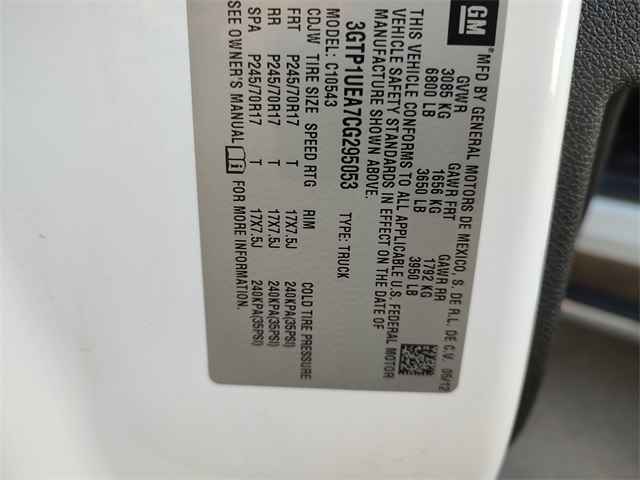 GM
®MFD BY GENERAL MOTORS DE MEXICO, S. DE R.L. DE C.V. 05/12
GVWR GAWR FRT GAWR RR
3085 KG 1656 KG 1792 KG
6800 LB 3650 LB 3950 LB
THIS VEHICLE CONFORMS TO ALL APPLICABLE U.S. FEDERAL MOTOR
VEHICLE SAFETY STANDARDS IN EFFECT ON THE DATE OF
MANUFACTURE SHOWN ABOVE.
3GTP1UEA7CG295053 TYPE: TRUCK
MODEL: C10543
CDJW TIRE SIZE SPEED RTG RIM COLD TIRE PRESSURE
FRT P245/70R17 T 17X7.5J 240KPA(35PSI)
RR P245/70R17 T 17X7.5J 240KPA(35PSI)
SPA P245/70R17 T 17X7.5J 240KPA(35PSI)
SEE OWNER'S MANUAL FOR MORE INFORMATION.